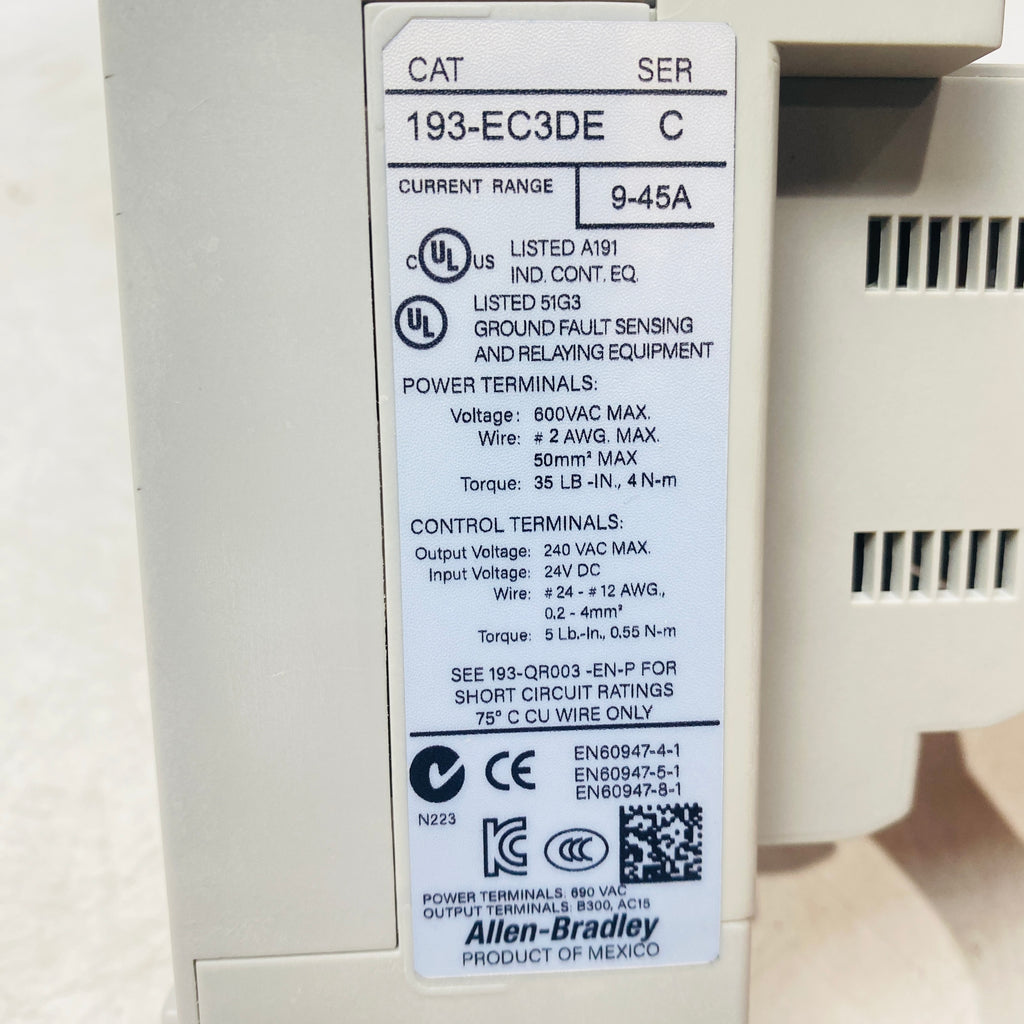 CAT SER
193-EC3DE C
CURRENT RANGE 9-45A
C UL US LISTED A191
IND. CONT. EQ.
UL LISTED 51G3
GROUND FAULT SENSING
AND RELAYING EQUIPMENT
POWER TERMINALS:
Voltage: 600VAC MAX.
Wire: # 2 AWG. MAX.
50mm² MAX
Torque: 35 LB -IN., 4 N-m
CONTROL TERMINALS:
Output Voltage: 240 VAC MAX.
Input Voltage: 24V DC
Wire: # 24 - # 12 AWG.,
0.2 - 4mm²
Torque: 5 Lb.-In., 0.55 N-m
SEE 193-QR003 -EN-P FOR
SHORT CIRCUIT RATINGS
75° C CU WIRE ONLY
CE EN60947-4-1
EN60947-5-1
EN60947-8-1
N223
KC CCC
POWER TERMINALS: 690 VAC
OUTPUT TERMINALS: B300, AC15
Allen-Bradley
PRODUCT OF MEXICO